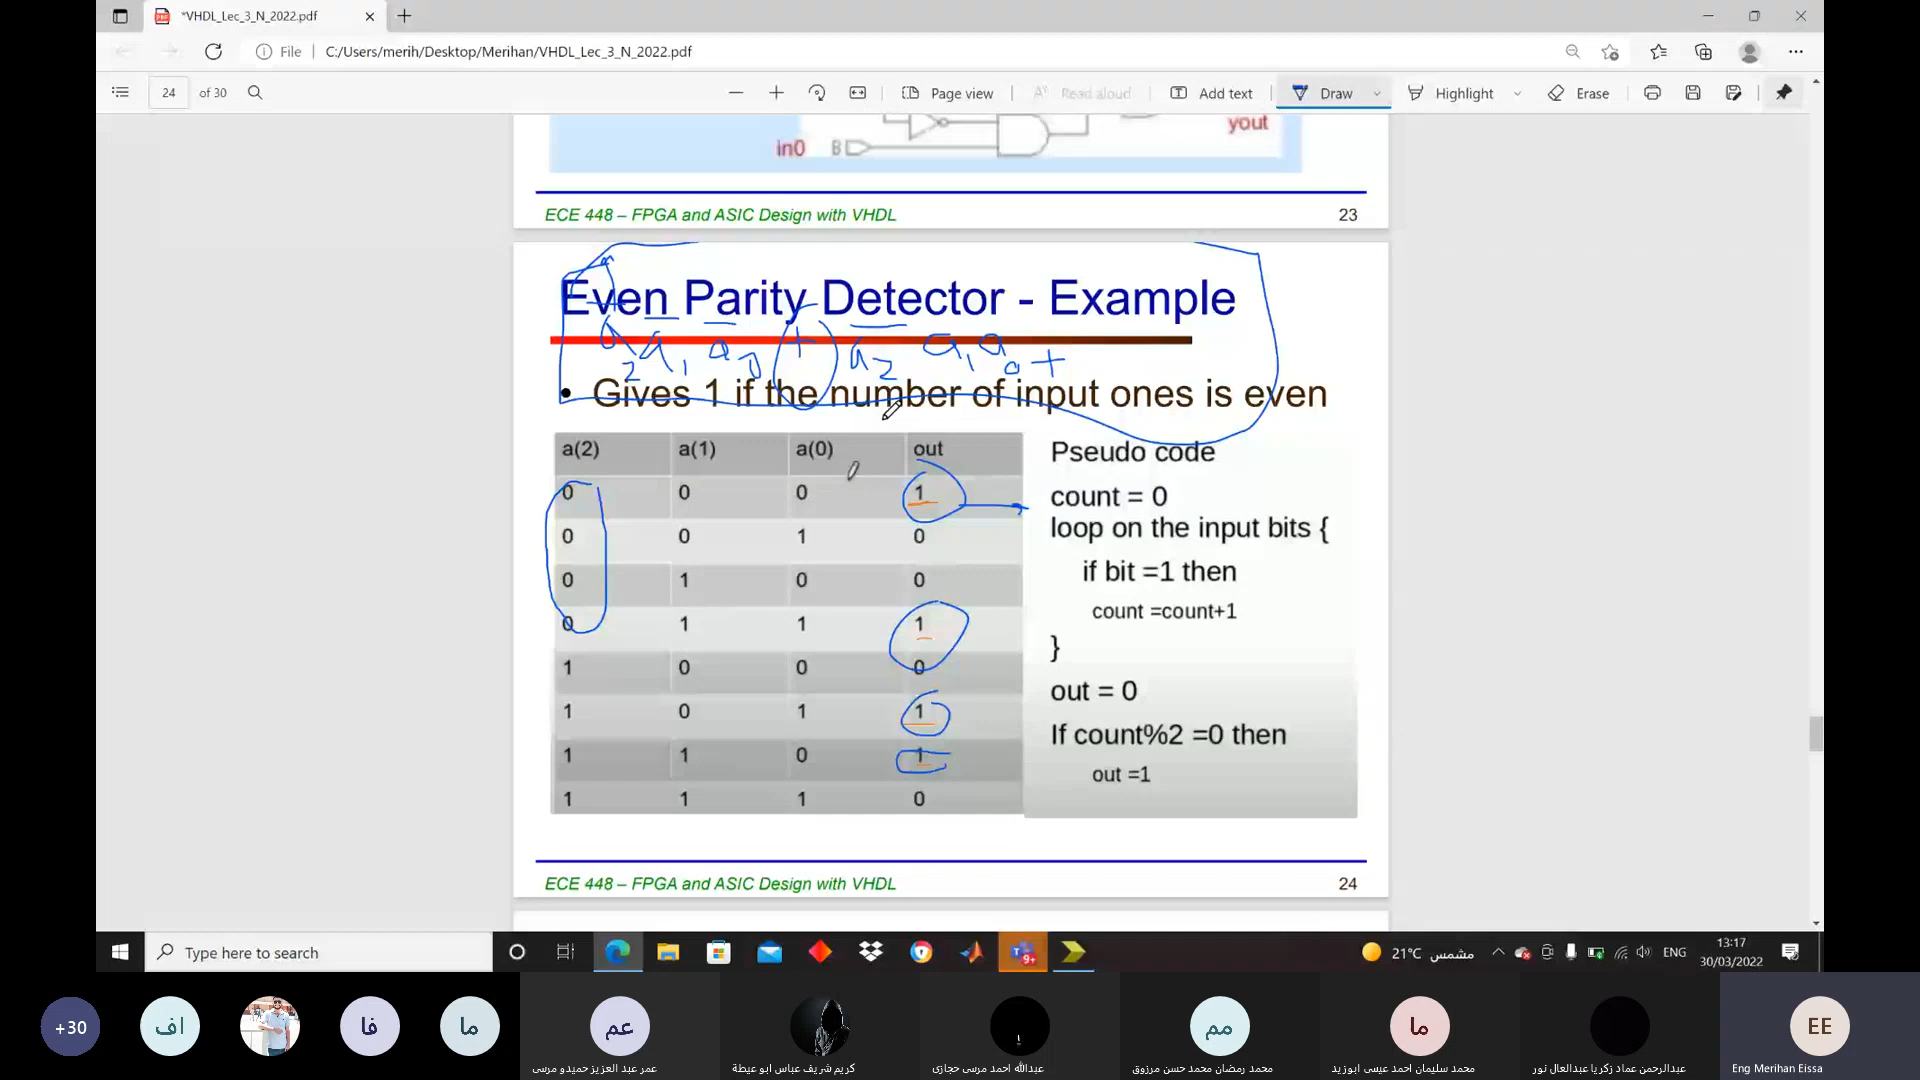 *VHDL_Lec_3_N_2022.pdf
File C:/Users/merih/Desktop/Merihan/VHDL_Lec_3_N_2022.pdf
24 of 30 Page view Read aloud Add text Draw Highlight Erase
yout
in0 B
ECE 448 – FPGA and ASIC Design with VHDL 23
Even Parity Detector - Example
a2 a1 a0 + a2 a1 a0 +
• Gives 1 if the number of input ones is even
a(2) a(1) a(0) out
0 0 0 1
0 0 1 0
0 1 0 0
0 1 1 1
1 0 0 0
1 0 1 1
1 1 0 1
1 1 1 0
Pseudo code
count = 0
loop on the input bits {
if bit =1 then
count =count+1
}
out = 0
If count%2 =0 then
out =1
ECE 448 – FPGA and ASIC Design with VHDL 24
Type here to search 9+ 21°C مشمس ENG 13:17
30/03/2022
+30 اف فا ما عم مم ما EE
عمر عبد العزيز حميدو مرسى كريم شريف عباس ابو عيطة عبدالله احمد مرسى حجازى محمد رمضان محمد حسن مرزوق محمد سليمان احمد عيسى ابوزيد عبدالرحمن عماد زكريا عبدالعال نور Eng Merihan Eissa